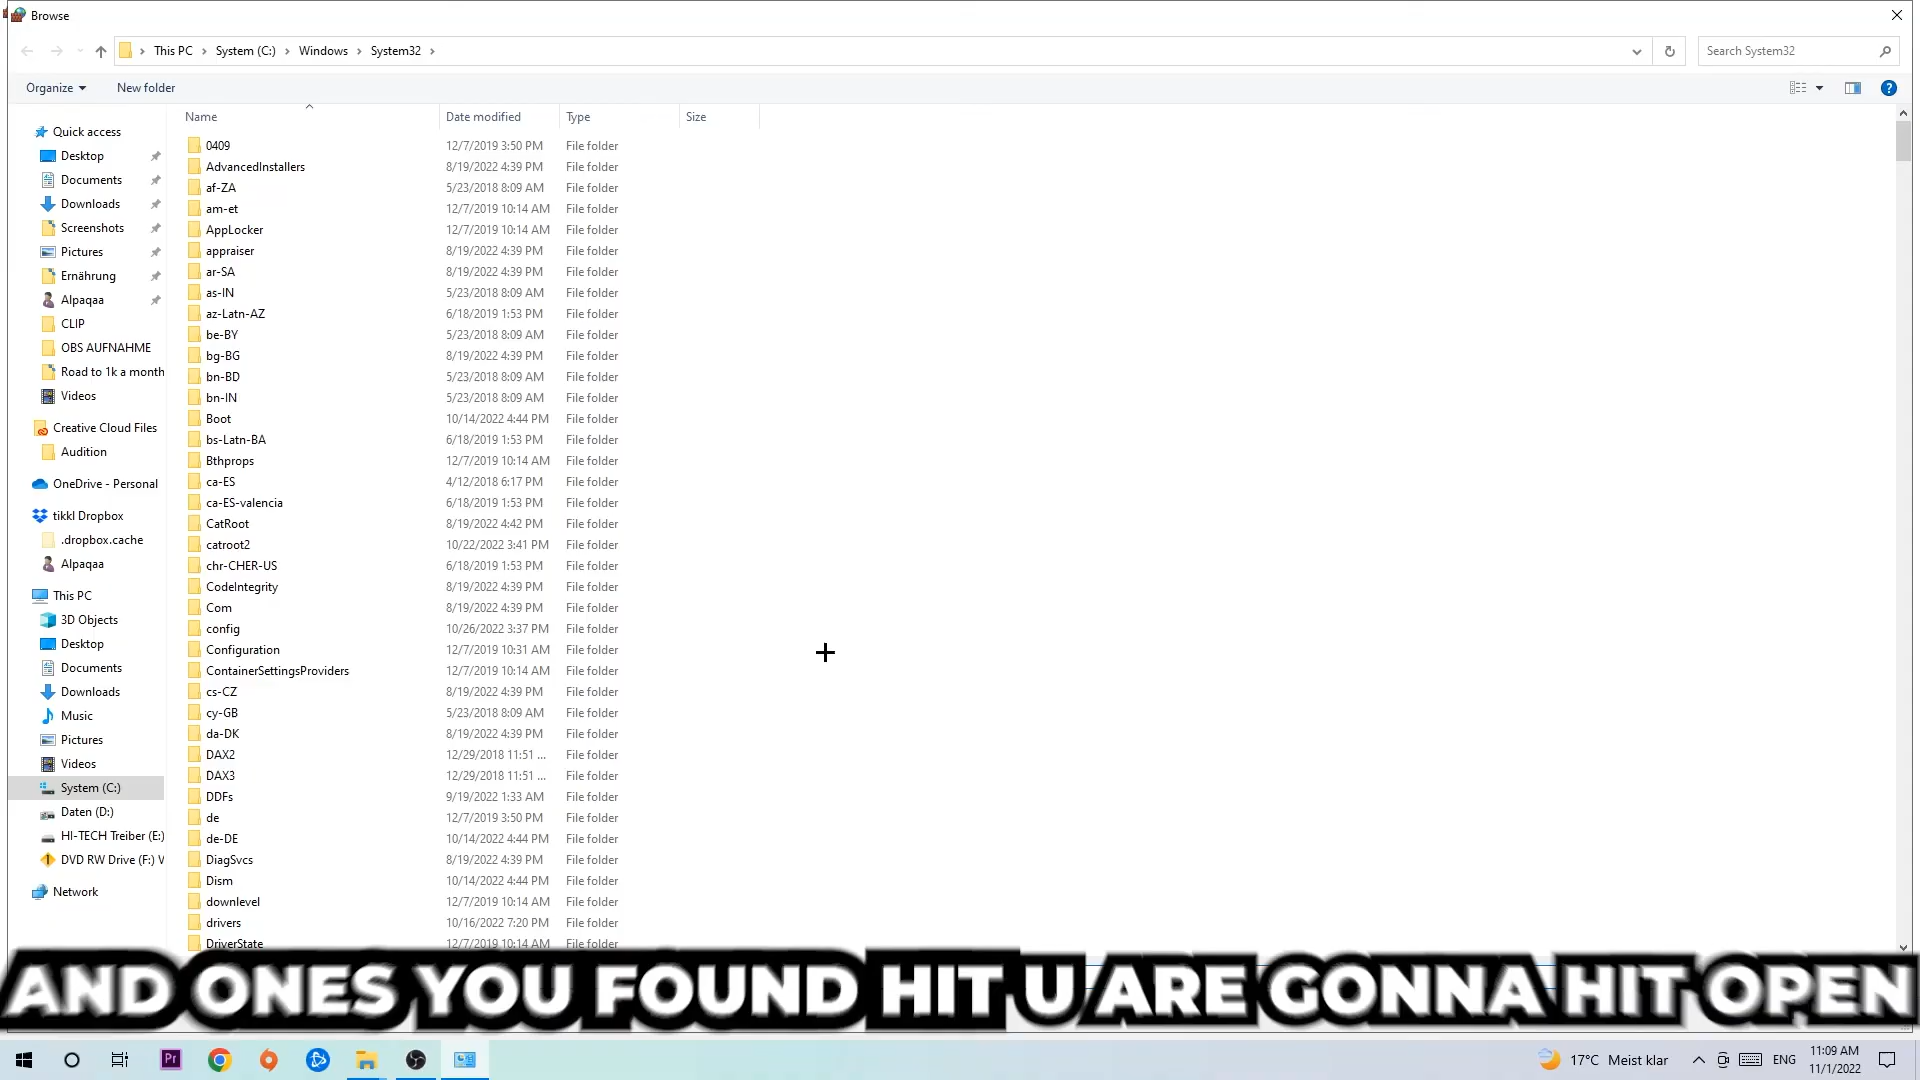 Browse
This PC > System (C:) > Windows > System32 >
Search System32
Organize
New folder
Name Date modified Type Size
Quick access
Desktop
Documents
Downloads
Screenshots
Pictures
Ernährung
Alpaqaa
CLIP
OBS AUFNAHME
Road to 1k a month
Videos
Creative Cloud Files
Audition
OneDrive - Personal
tikkl Dropbox
.dropbox.cache
Alpaqaa
This PC
3D Objects
Desktop
Documents
Downloads
Music
Pictures
Videos
System (C:)
Daten (D:)
HI-TECH Treiber (E:)
DVD RW Drive (F:) V
Network
0409 12/7/2019 3:50 PM File folder
AdvancedInstallers 8/19/2022 4:39 PM File folder
af-ZA 5/23/2018 8:09 AM File folder
am-et 12/7/2019 10:14 AM File folder
AppLocker 12/7/2019 10:14 AM File folder
appraiser 8/19/2022 4:39 PM File folder
ar-SA 8/19/2022 4:39 PM File folder
as-IN 5/23/2018 8:09 AM File folder
az-Latn-AZ 6/18/2019 1:53 PM File folder
be-BY 5/23/2018 8:09 AM File folder
bg-BG 8/19/2022 4:39 PM File folder
bn-BD 5/23/2018 8:09 AM File folder
bn-IN 5/23/2018 8:09 AM File folder
Boot 10/14/2022 4:44 PM File folder
bs-Latn-BA 6/18/2019 1:53 PM File folder
Bthprops 12/7/2019 10:14 AM File folder
ca-ES 4/12/2018 6:17 PM File folder
ca-ES-valencia 6/18/2019 1:53 PM File folder
CatRoot 8/19/2022 4:42 PM File folder
catroot2 10/22/2022 3:41 PM File folder
chr-CHER-US 6/18/2019 1:53 PM File folder
CodeIntegrity 8/19/2022 4:39 PM File folder
Com 8/19/2022 4:39 PM File folder
config 10/26/2022 3:37 PM File folder
Configuration 12/7/2019 10:31 AM File folder
ContainerSettingsProviders 12/7/2019 10:14 AM File folder
cs-CZ 8/19/2022 4:39 PM File folder
cy-GB 5/23/2018 8:09 AM File folder
da-DK 8/19/2022 4:39 PM File folder
DAX2 12/29/2018 11:51 ... File folder
DAX3 12/29/2018 11:51 ... File folder
DDFs 9/19/2022 1:33 AM File folder
de 12/7/2019 3:50 PM File folder
de-DE 10/14/2022 4:44 PM File folder
DiagSvcs 8/19/2022 4:39 PM File folder
Dism 10/14/2022 4:44 PM File folder
downlevel 12/7/2019 10:14 AM File folder
drivers 10/16/2022 7:20 PM File folder
DriverState 12/7/2019 10:14 AM File folder
AND ONES YOU FOUND HIT U ARE GONNA HIT OPEN
Pr
17°C Meist klar
ENG
11:09 AM
11/1/2022